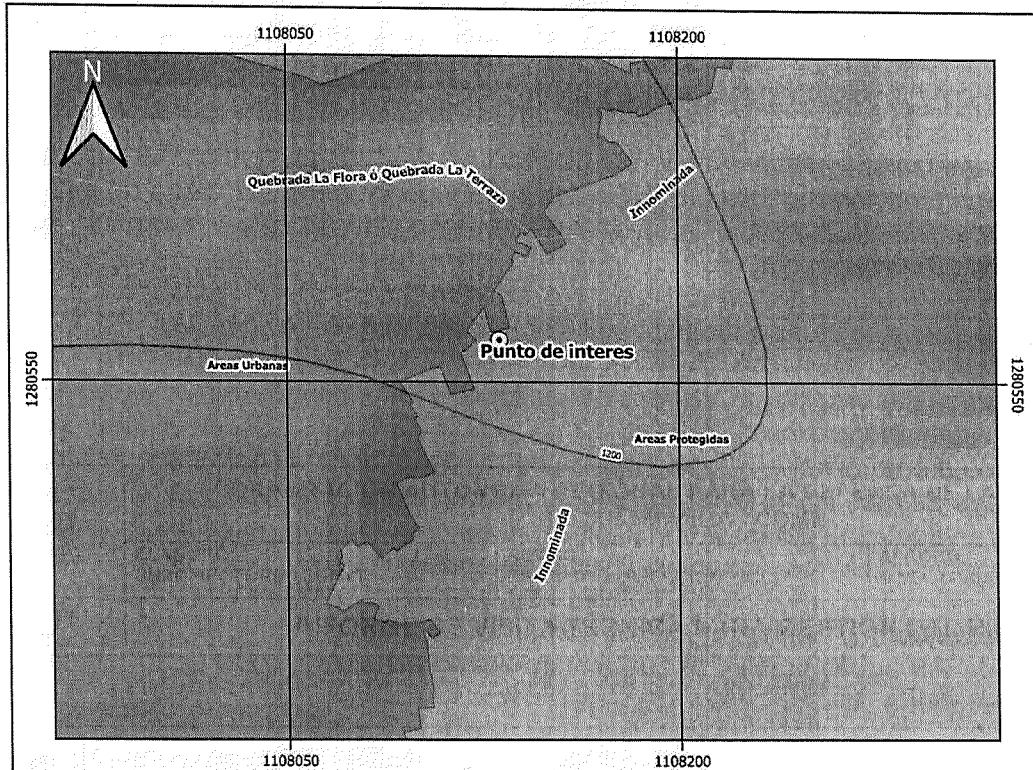 1108050
1108200
N
Quebrada La Flora ó Quebrada La Terraza
Innominada
Punto de interes
Areas Urbanas
1280550
1280550
Areas Protegidas
1200
Innominada
1108050
1108200